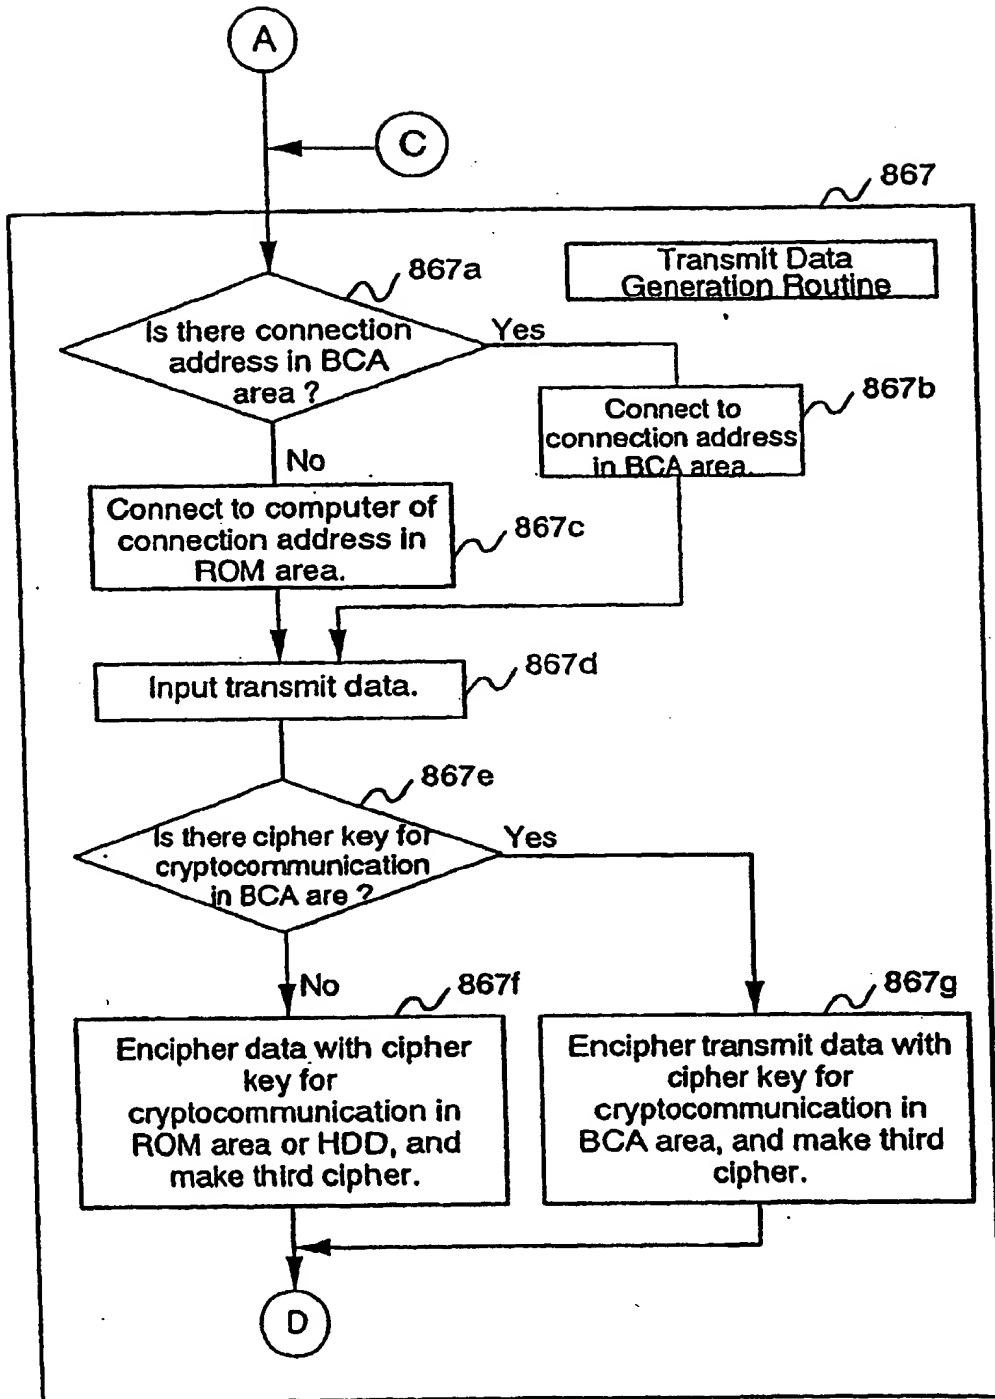 A
C
867
Transmit Data
Generation Routine
867a
Is there connection
address in BCA
area ?
Yes
867b
Connect to
connection address
in BCA area.
No
Connect to computer of
connection address in
ROM area.
867c
Input transmit data.
867d
867e
Is there cipher key for
cryptocommunication
in BCA are ?
Yes
No
867f
Encipher data with cipher
key for
cryptocommunication in
ROM area or HDD, and
make third cipher.
867g
Encipher transmit data with
cipher key for
cryptocommunication in
BCA area, and make third
cipher.
D